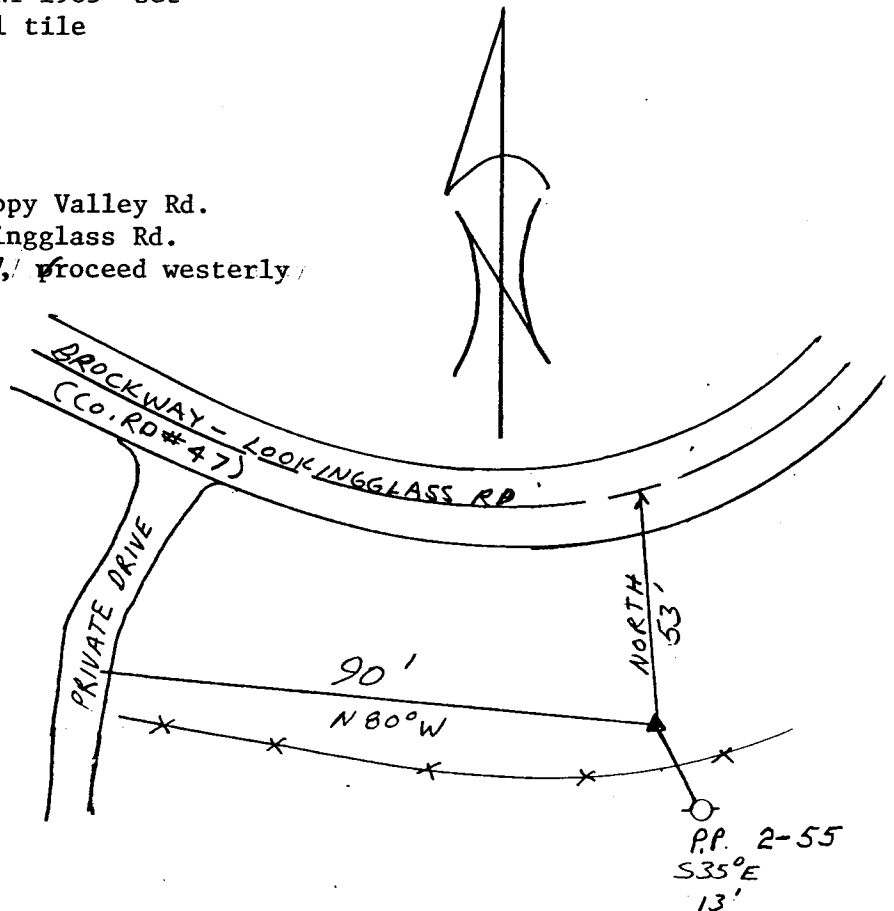 1965 set
tile
ppy Valley Rd.
ingglass Rd.
proceed westerly
BROCKWAY - LOOKINGGLASS RD
(CO. RD #47)
PRIVATE DRIVE
NORTH
53'
90'
N 80° W
P.P. 2-55
S35°E
13'